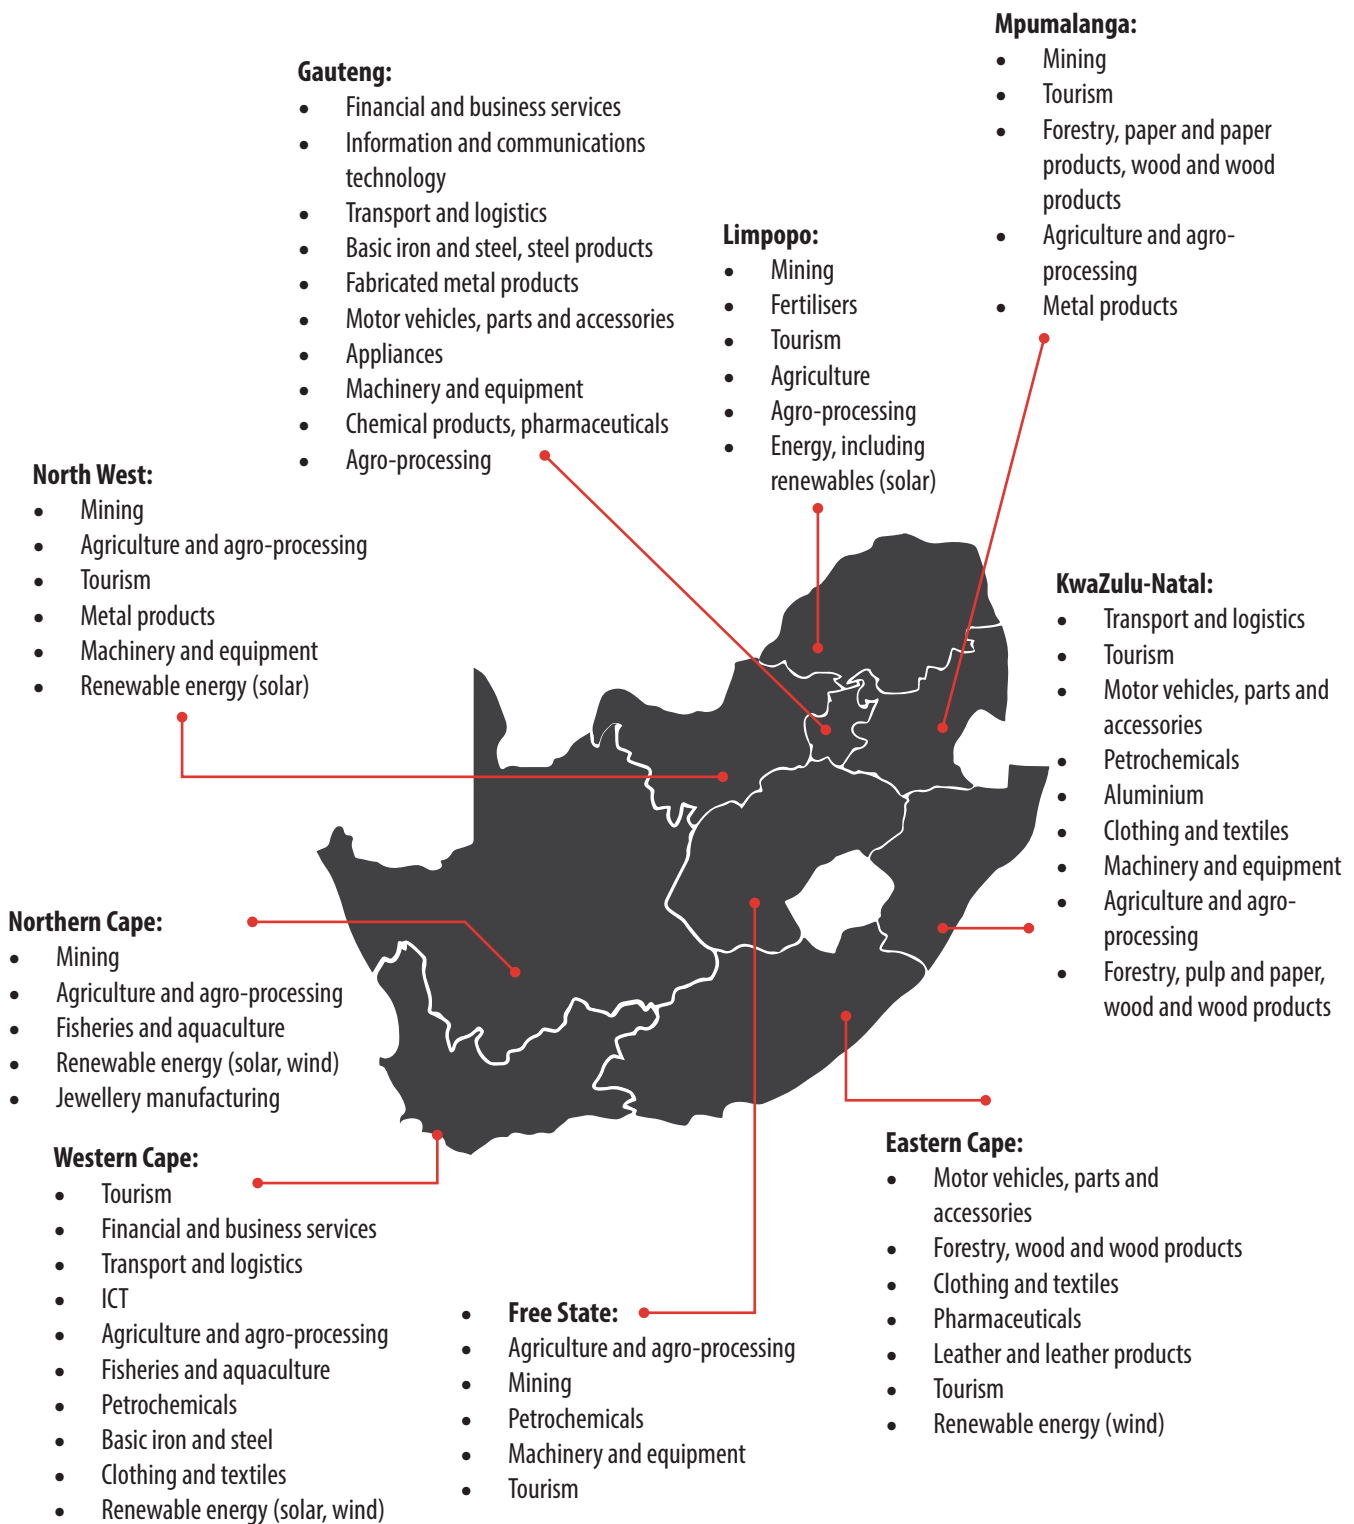 Mpumalanga:
• Mining
• Tourism
• Forestry, paper and paper
products, wood and wood
products
• Agriculture and agro-
processing
• Metal products
Gauteng:
• Financial and business services
• Information and communications
technology
• Transport and logistics
• Basic iron and steel, steel products
• Fabricated metal products
• Motor vehicles, parts and accessories
• Appliances
• Machinery and equipment
• Chemical products, pharmaceuticals
• Agro-processing
Limpopo:
• Mining
• Fertilisers
• Tourism
• Agriculture
• Agro-processing
• Energy, including
renewables (solar)
North West:
• Mining
• Agriculture and agro-processing
• Tourism
• Metal products
• Machinery and equipment
• Renewable energy (solar)
KwaZulu-Natal:
• Transport and logistics
• Tourism
• Motor vehicles, parts and
accessories
• Petrochemicals
• Aluminium
• Clothing and textiles
• Machinery and equipment
• Agriculture and agro-
processing
• Forestry, pulp and paper,
wood and wood products
Northern Cape:
• Mining
• Agriculture and agro-processing
• Fisheries and aquaculture
• Renewable energy (solar, wind)
• Jewellery manufacturing
Western Cape:
• Tourism
• Financial and business services
• Transport and logistics
• ICT
• Agriculture and agro-processing
• Fisheries and aquaculture
• Petrochemicals
• Basic iron and steel
• Clothing and textiles
• Renewable energy (solar, wind)
• Free State:
• Agriculture and agro-processing
• Mining
• Petrochemicals
• Machinery and equipment
• Tourism
Eastern Cape:
• Motor vehicles, parts and
accessories
• Forestry, wood and wood products
• Clothing and textiles
• Pharmaceuticals
• Leather and leather products
• Tourism
• Renewable energy (wind)